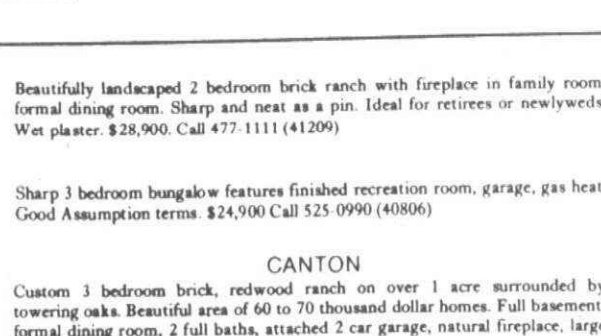 Beautifully landscaped 2 bedroom brick ranch with fireplace in family room
formal dining room. Sharp and neat as a pin. Ideal for retirees or newlyweds
Wet plaster. $28,900. Call 477-1111 (41209)
Sharp 3 bedroom bungalow features finished recreation room, garage, gas heat
Good Assumption terms. $24,900 Call 525-0990 (40806)
CANTON
Custom 3 bedroom brick, redwood ranch on over 1 acre surrounded by
towering oaks. Beautiful area of 60 to 70 thousand dollar homes. Full basement
formal dining room, 2 full baths, attached 2 car garage, natural fireplace, large